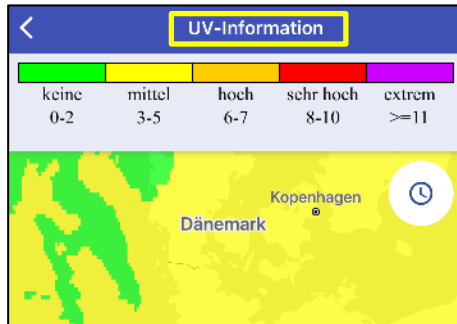 UV-Information
keine mittel hoch sehr hoch extrem
0-2 3-5 6-7 8-10 >=11
Kopenhagen
Dänemark